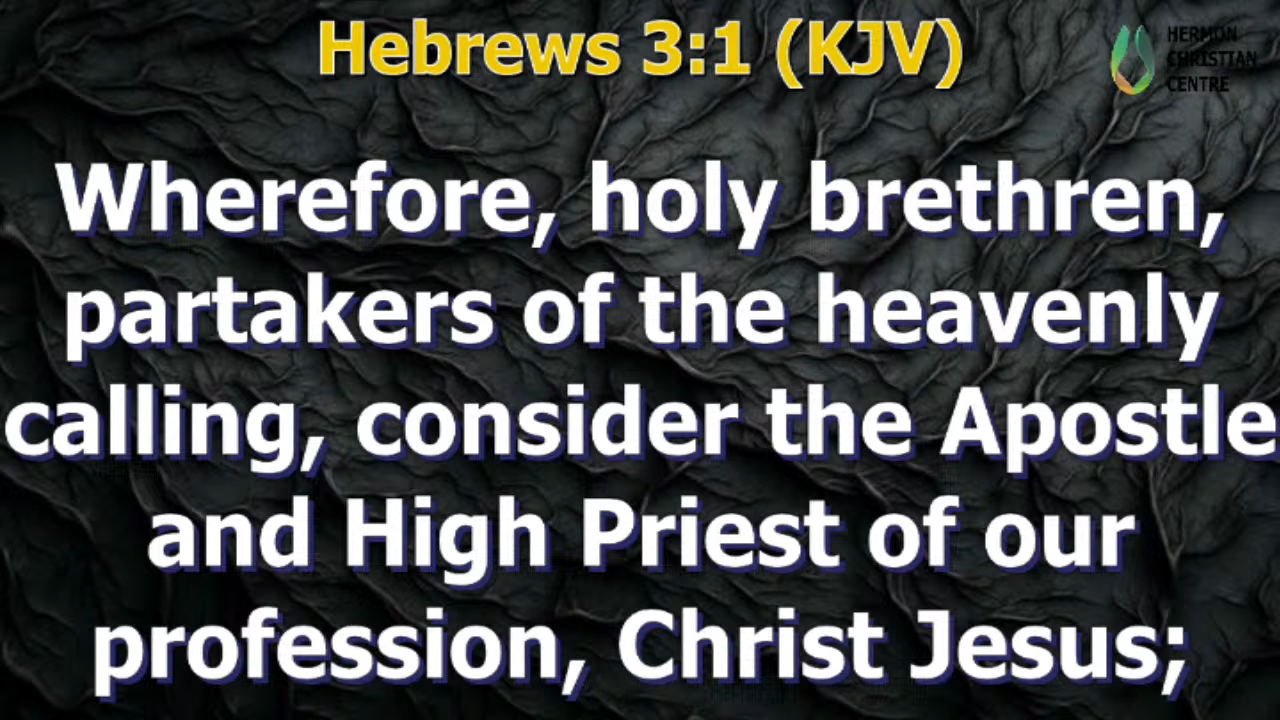 Hebrews 3:1 (KJV)
HERMON
CHRISTIAN
CENTRE
Wherefore, holy brethren,
partakers of the heavenly
calling, consider the Apostle
and High Priest of our
profession, Christ Jesus;